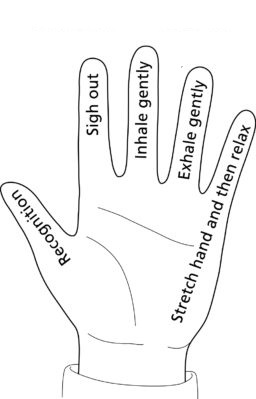 Recognition
Sigh out
Inhale gently
Exhale gently
Stretch hand and then relax